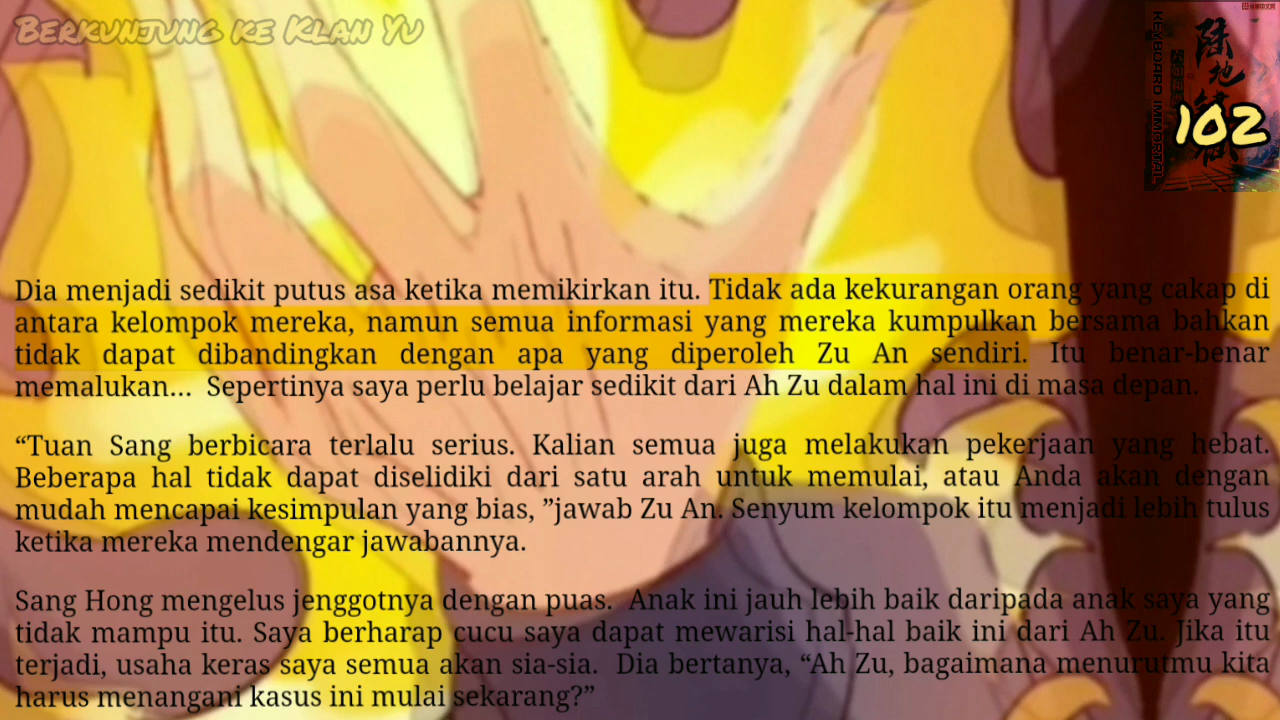 Berkunjung ke Klan Yu
KEYBOARD IMMORTAL
102
Dia menjadi sedikit putus asa ketika memikirkan itu. Tidak ada kekurangan orang yang cakap di
antara kelompok mereka, namun semua informasi yang mereka kumpulkan bersama bahkan
tidak dapat dibandingkan dengan apa yang diperoleh Zu An sendiri. Itu benar-benar
memalukan... Sepertinya saya perlu belajar sedikit dari Ah Zu dalam hal ini di masa depan.
“Tuan Sang berbicara terlalu serius. Kalian semua juga melakukan pekerjaan yang hebat.
Beberapa hal tidak dapat diselidiki dari satu arah untuk memulai, atau Anda akan dengan
mudah mencapai kesimpulan yang bias, ”jawab Zu An. Senyum kelompok itu menjadi lebih tulus
ketika mereka mendengar jawabannya.
Sang Hong mengelus jenggotnya dengan puas. Anak ini jauh lebih baik daripada anak saya yang
tidak mampu itu. Saya berharap cucu saya dapat mewarisi hal-hal baik ini dari Ah Zu. Jika itu
terjadi, usaha keras saya semua akan sia-sia. Dia bertanya, “Ah Zu, bagaimana menurutmu kita
harus menangani kasus ini mulai sekarang?”